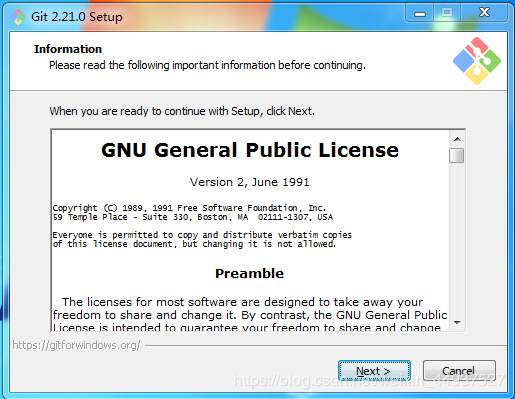 Git 2.21.0 Setup
Information
Please read the following important information before continuing.
When you are ready to continue with Setup, click Next.
GNU General Public License
Version 2, June 1991
Copyright (C) 1989, 1991 Free Software Foundation, Inc.
59 Temple Place - Suite 330, Boston, MA  02111-1307, USA
Everyone is permitted to copy and distribute verbatim copies
of this license document, but changing it is not allowed.
Preamble
The licenses for most software are designed to take away your
freedom to share and change it. By contrast, the GNU General Public
License is intended to guarantee your freedom to share and change
https://gitforwindows.org/
Next >
Cancel